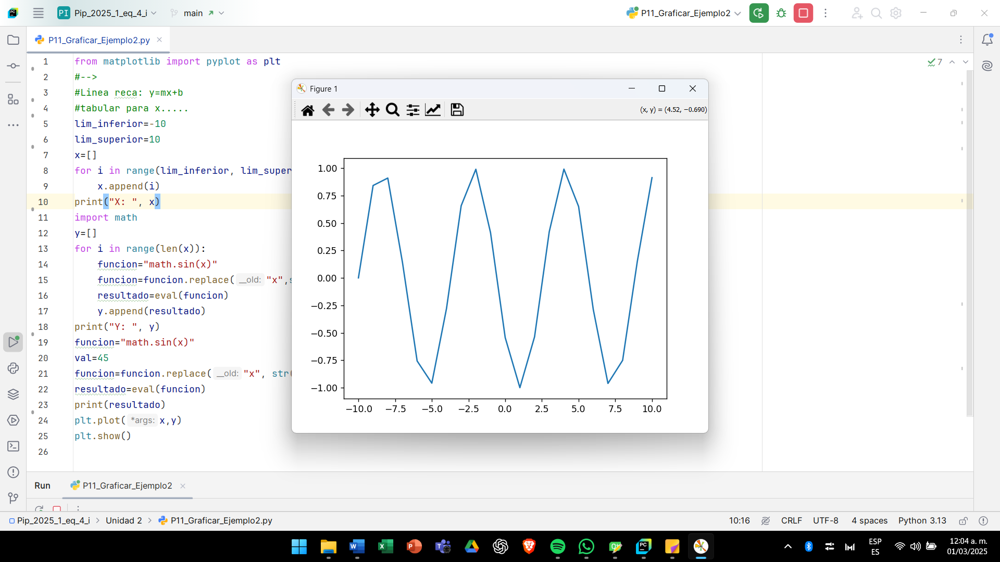 PI Pip_2025_1_eq_4_i main P11_Graficar_Ejemplo2
P11_Graficar_Ejemplo2.py
1 from matplotlib import pyplot as plt
7
2 #-->
3 #Linea reca: y=mx+b
4 #tabular para x.....
5 lim_inferior=-10
6 lim_superior=10
7 x=[]
8 for i in range(lim_inferior, lim_super
9 x.append(i)
10 print("X: ", x)
11 import math
12 y=[]
13 for i in range(len(x)):
14 funcion="math.sin(x)"
15 funcion=funcion.replace( __old: "x",s
16 resultado=eval(funcion)
17 y.append(resultado)
18 print("Y: ", y)
19 funcion="math.sin(x)"
20 val=45
21 funcion=funcion.replace( __old: "x", str(
22 resultado=eval(funcion)
23 print(resultado)
24 plt.plot( *args: x,y)
25 plt.show()
26
Figure 1
(x, y) = (4.52, −0.690)
1.00
0.75
0.50
0.25
0.00
−0.25
−0.50
−0.75
−1.00
−10.0 −7.5 −5.0 −2.5 0.0 2.5 5.0 7.5 10.0
Run P11_Graficar_Ejemplo2
Pip_2025_1_eq_4_i > Unidad 2 > P11_Graficar_Ejemplo2.py
10:16 CRLF UTF-8 4 spaces Python 3.13
ESP
ES
12:04 a. m.
01/03/2025